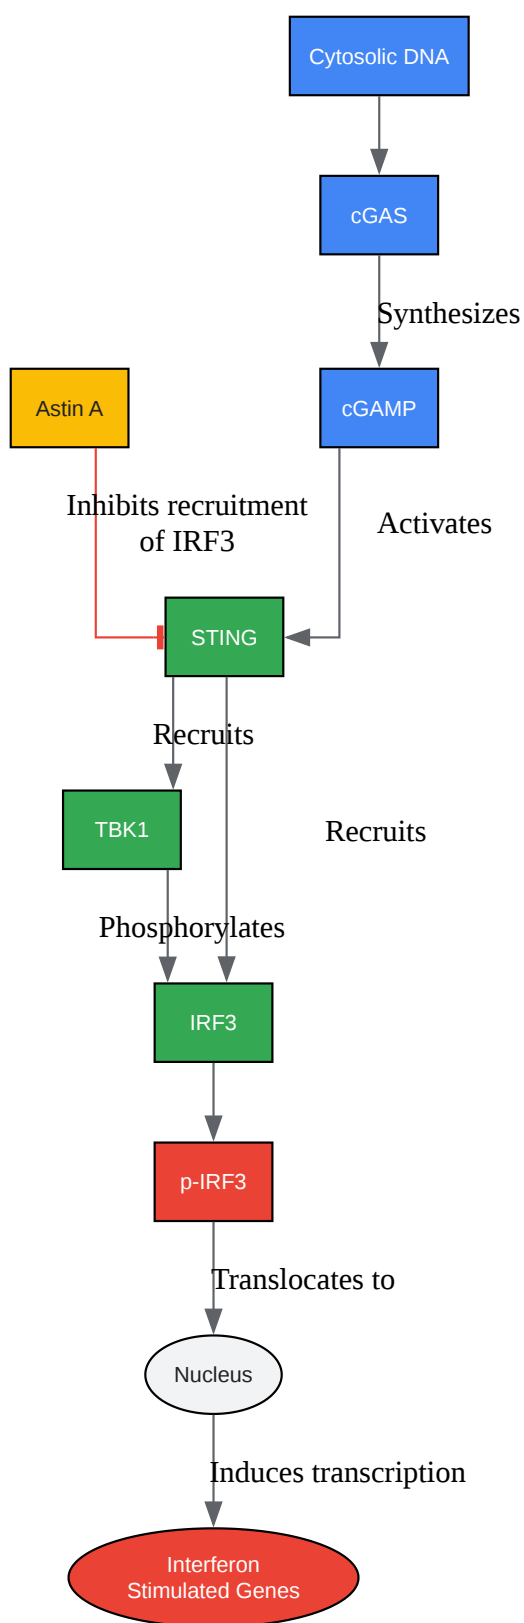 Cytosolic DNA
cGAS
Synthesizes
Astin A
cGAMP
Inhibits recruitment
of IRF3
Activates
STING
Recruits
TBK1
Recruits
Phosphorylates
IRF3
p-IRF3
Translocates to
Nucleus
Induces transcription
Interferon
Stimulated Genes